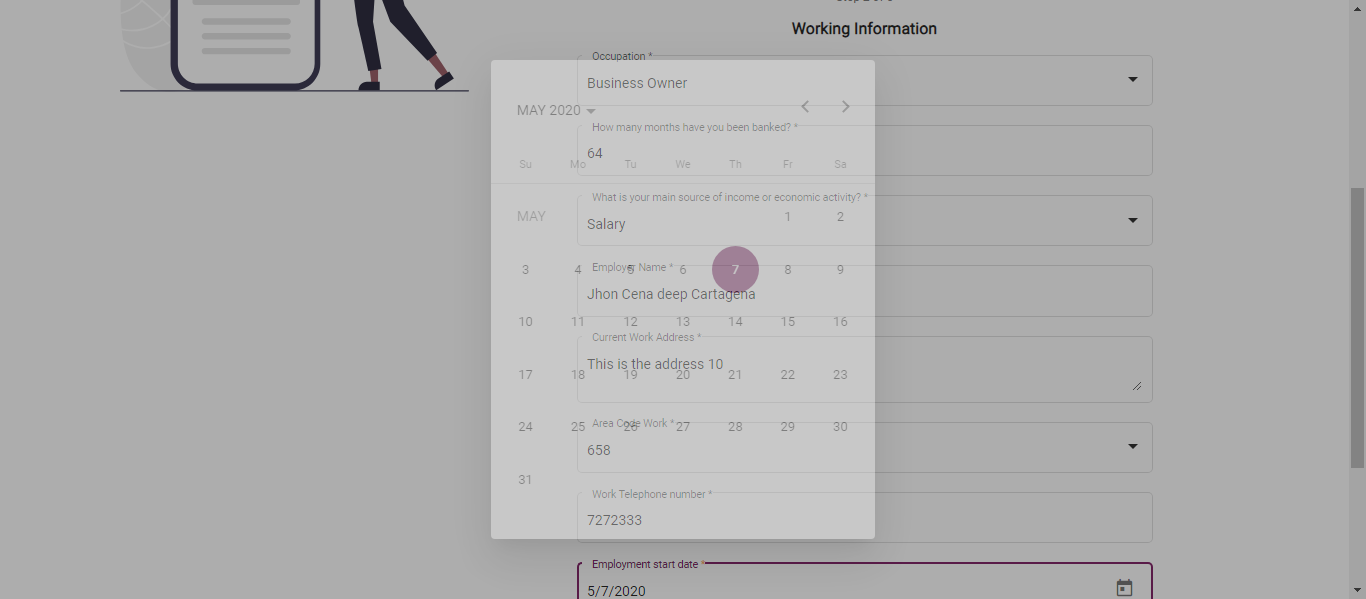 Working Information
Occupation *
Business Owner
MAY 2020
How many months have you been banked? *
64
Su Mo Tu We Th Fr Sa
What is your main source of income or economic activity? *
MAY 1 2
Salary
Employer Name *
3 4 5 6 7 8 9
Jhon Cena deep Cartagena
10 11 12 13 14 15 16
Current Work Address *
This is the address 10
17 18 19 20 21 22 23
Area Code Work *
24 25 26 27 28 29 30
658
31
Work Telephone number *
7272333
Employment start date *
5/7/2020